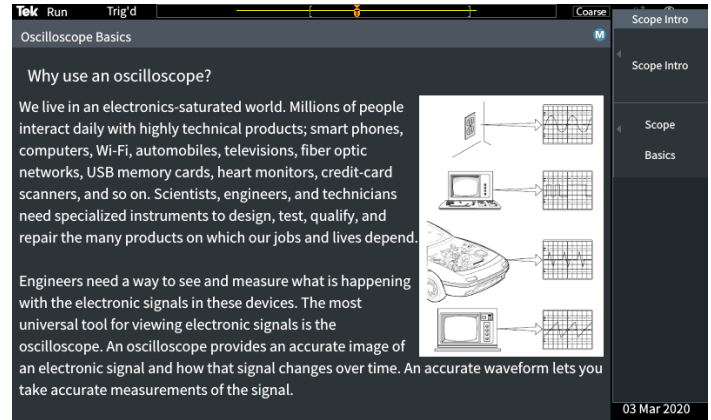 Tek Run Trig'd Coarse
Scope Intro
Oscilloscope Basics M
Scope Intro
Why use an oscilloscope?
We live in an electronics-saturated world. Millions of people
interact daily with highly technical products; smart phones,
computers, Wi-Fi, automobiles, televisions, fiber optic
networks, USB memory cards, heart monitors, credit-card
scanners, and so on. Scientists, engineers, and technicians
need specialized instruments to design, test, qualify, and
repair the many products on which our jobs and lives depend.
Engineers need a way to see and measure what is happening
with the electronic signals in these devices. The most
universal tool for viewing electronic signals is the
oscilloscope. An oscilloscope provides an accurate image of
an electronic signal and how that signal changes over time. An accurate waveform lets you
take accurate measurements of the signal.
Scope
Basics
03 Mar 2020